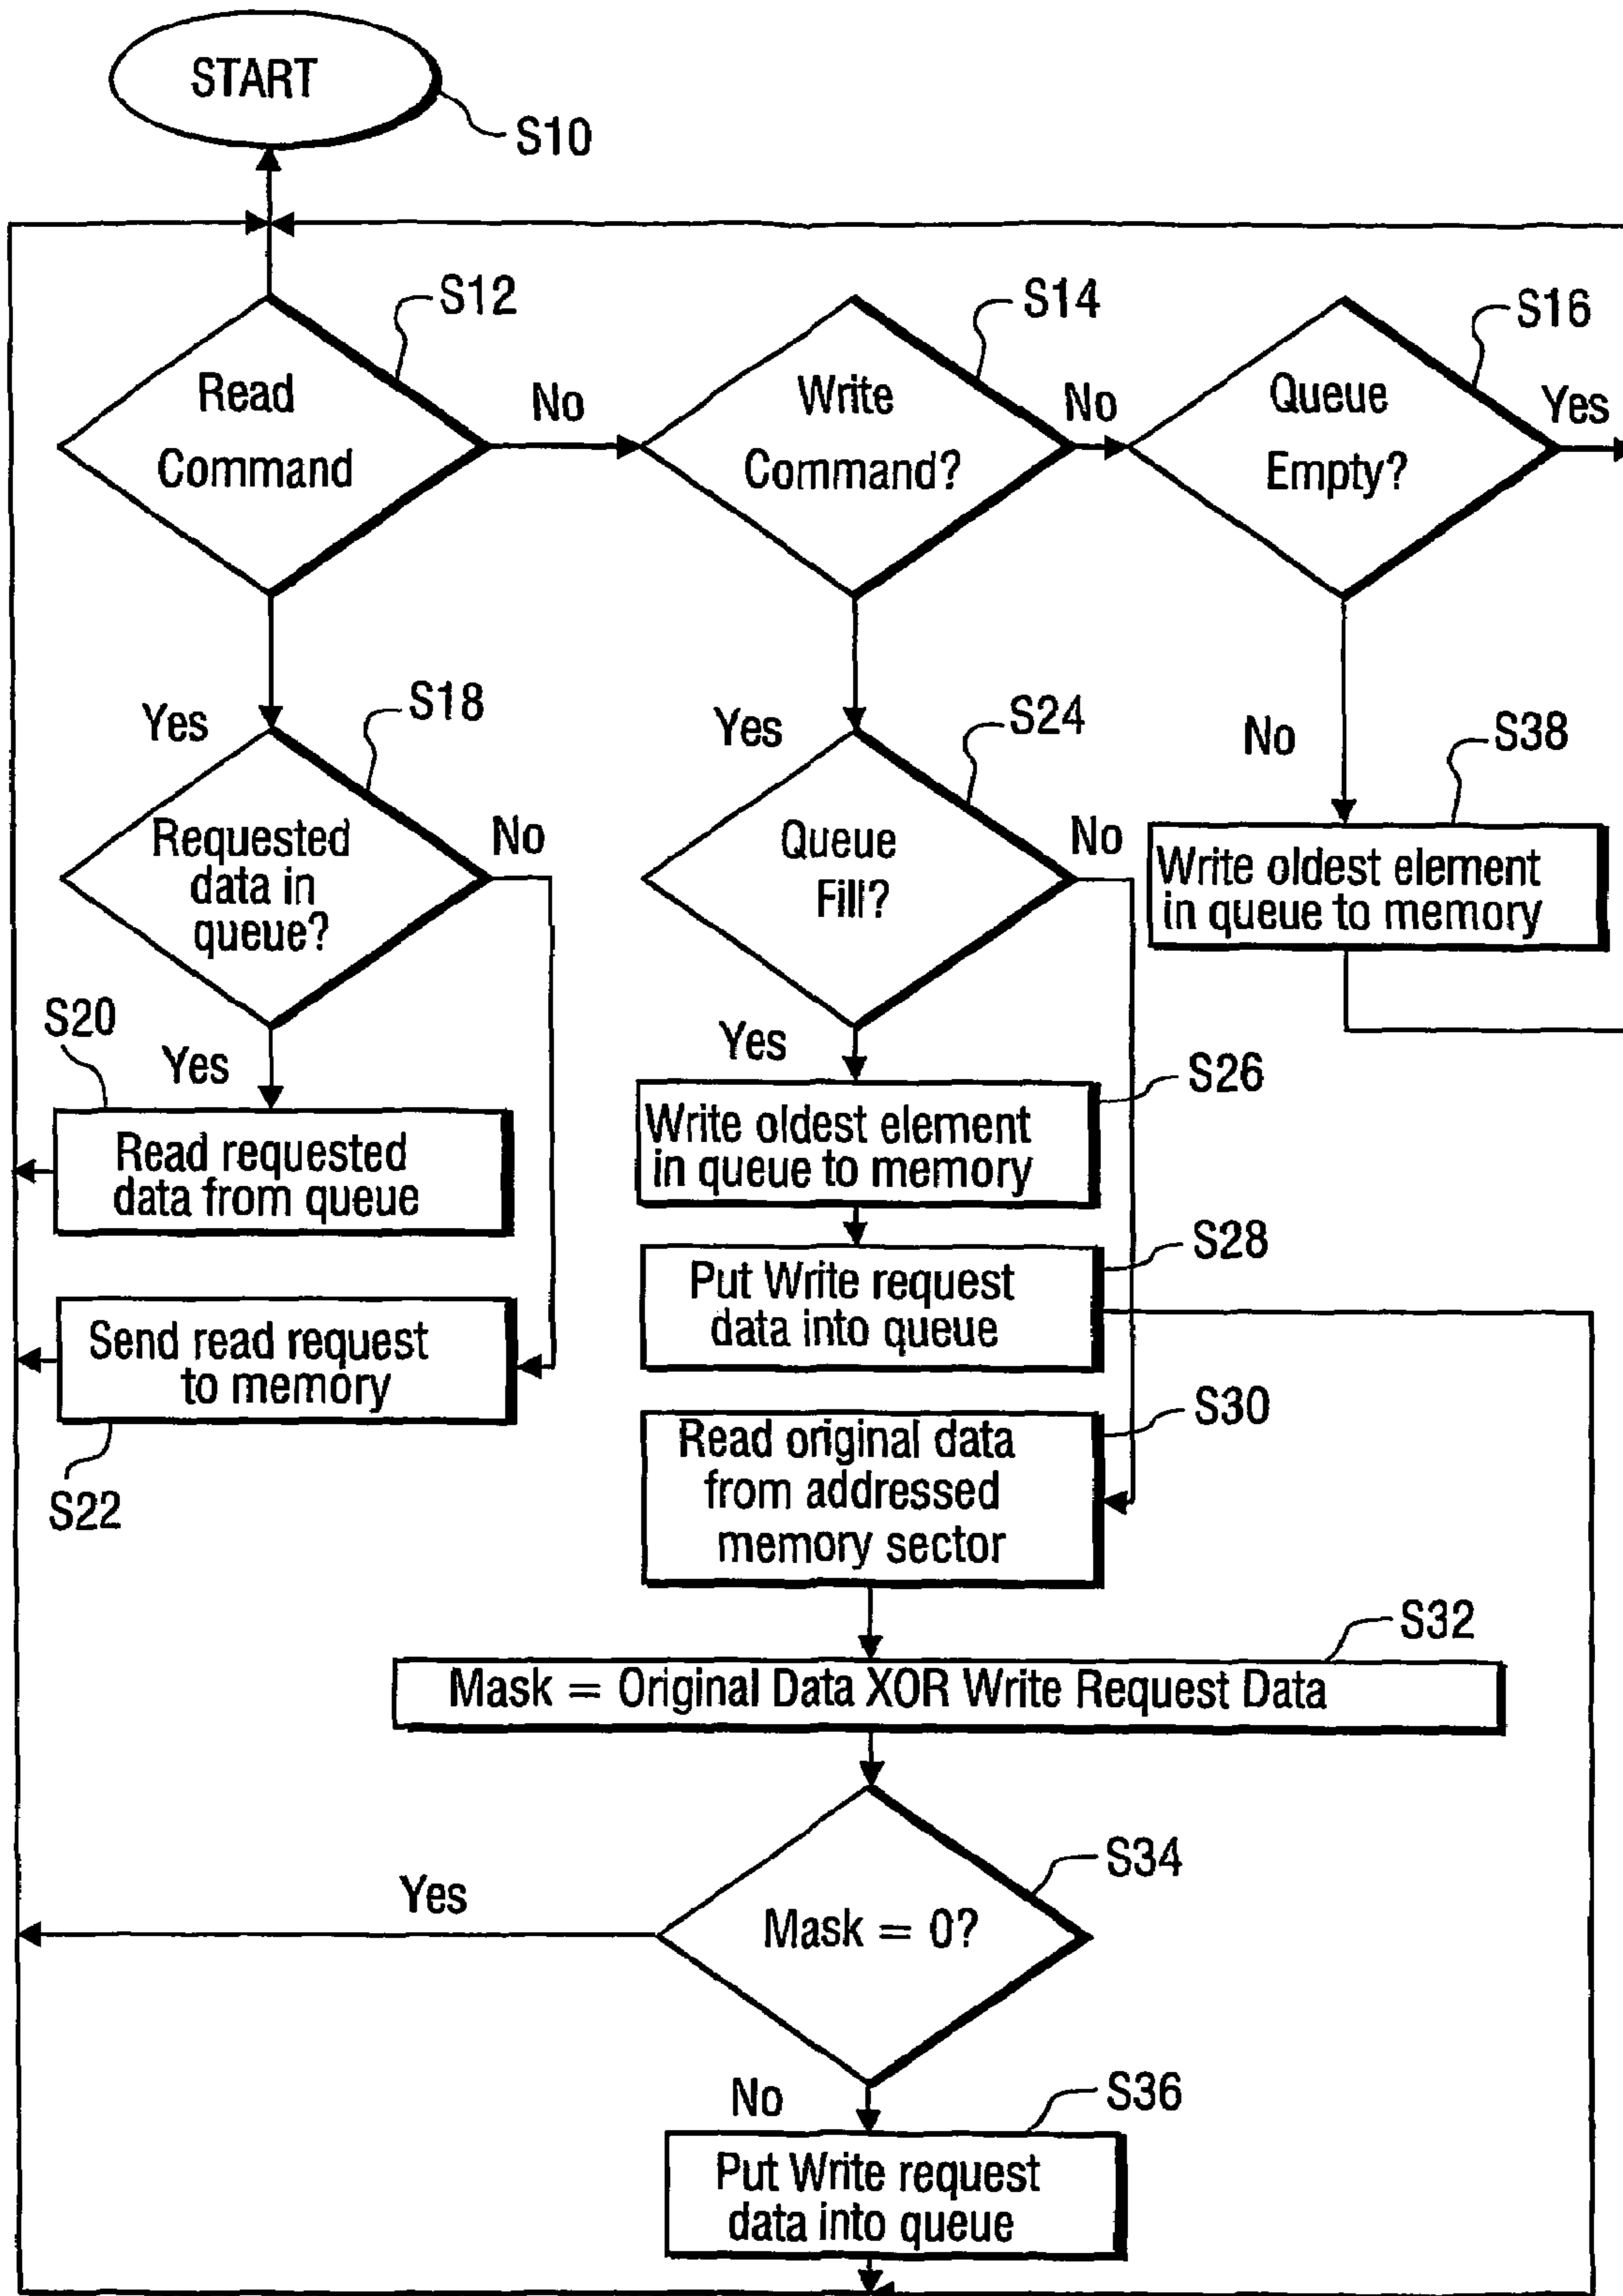 START
S10
S12
S14
S16
Read
Command
No
Write
Command?
No
Queue
Empty?
Yes
Yes
S18
Yes
S24
No
S38
Requested
data in
queue?
No
Queue
Fill?
No
Write oldest element
in queue to memory
S20
Yes
Yes
S26
Read requested
data from queue
Write oldest element
in queue to memory
S28
Put Write request
data into queue
Send read request
to memory
S22
S30
Read original data
from addressed
memory sector
S32
Mask = Original Data XOR Write Request Data
S34
Yes
Mask = 0?
No
S36
Put Write request
data into queue